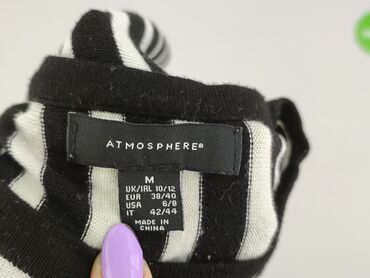 ATMOSPHERE®
M
UK/IRL 10/12
EUR 38/40
USA 6/8
IT 42/44
MADE IN
CHINA